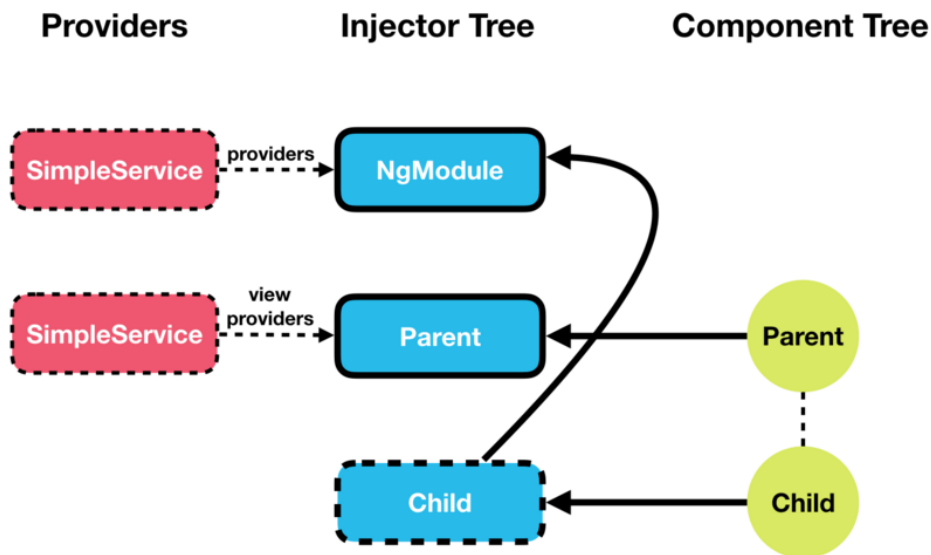 Providers
Injector Tree
Component Tree
SimpleService
providers
NgModule
SimpleService
view
providers
Parent
Parent
Child
Child